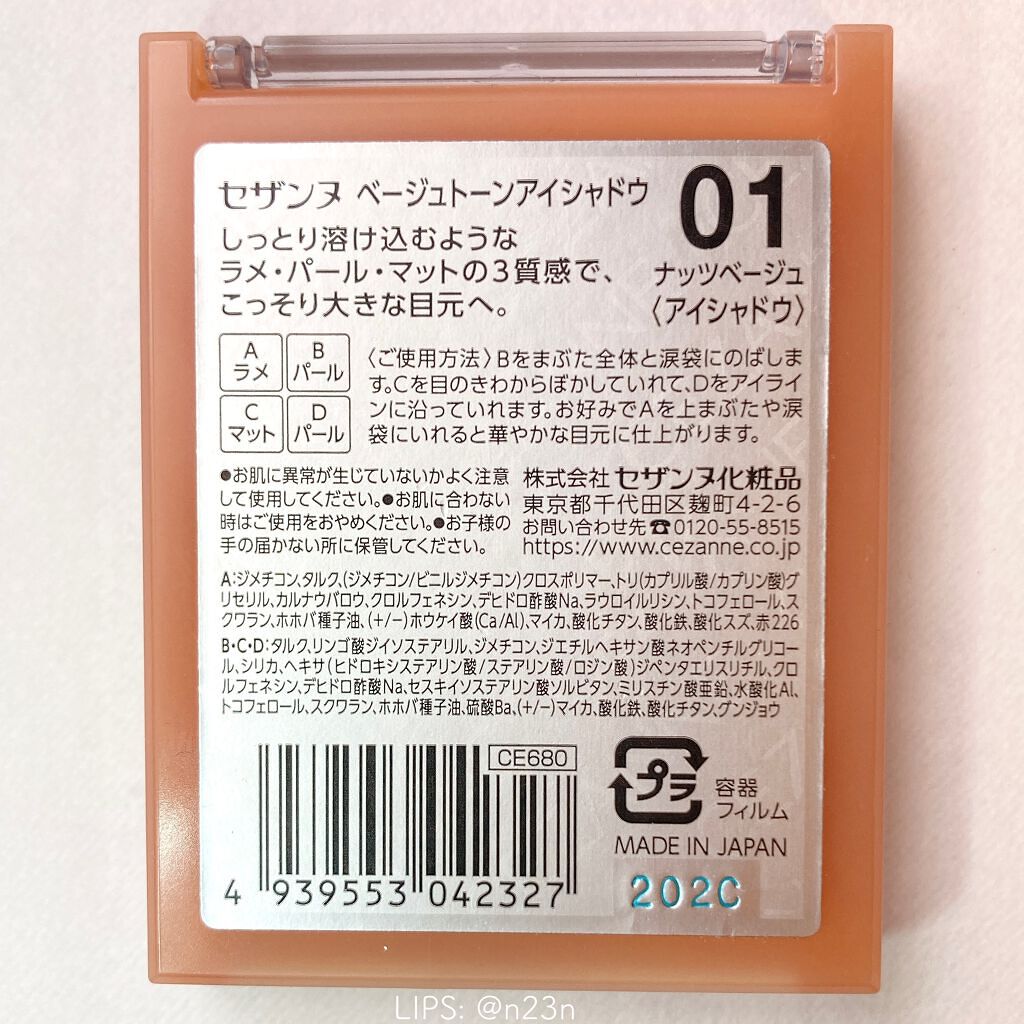 セザンヌ ベージュトーンアイシャドウ
01
しっとり溶け込むような
ラメ・パール・マットの3質感で、
こっそり大きな目元へ。
ナッツベージュ
〈アイシャドウ〉
A
ラメ
B
パール
C
マット
D
パール
〈ご使用方法〉Bをまぶた全体と涙袋にのばしま
す。Cを目のきわからぼかしていれて、Dをアイライ
ンに沿っていれます。お好みでAを上まぶたや涙
袋にいれると華やかな目元に仕上がります。
●お肌に異常が生じていないかよく注意
して使用してください。●お肌に合わない
時はご使用をおやめください。●お子様の
手の届かない所に保管してください。
株式会社 セザンヌ化粧品
東京都千代田区麹町4-2-6
お問い合わせ先☎0120-55-8515
https://www.cezanne.co.jp
A:ジメチコン、タルク、(ジメチコン/ビニルジメチコン)クロスポリマー、トリ(カプリル酸/カプリン酸)グ
リセリル、カルナウバロウ、クロルフェネシン、デヒドロ酢酸Na、ラウロイルリシン、トコフェロール、ス
クワラン、ホホバ種子油、(+/-)ホウケイ酸(Ca/Al)、マイカ、酸化チタン、酸化鉄、酸化スズ、赤226
B・C・D:タルク、リンゴ酸ジイソステアリル、ジメチコン、ジエチルヘキサン酸ネオペンチルグリコー
ル、シリカ、ヘキサ(ヒドロキシステアリン酸/ステアリン酸/ロジン酸)ジペンタエリスリチル、クロ
ルフェネシン、デヒドロ酢酸Na、セスキイソステアリン酸ソルビタン、ミリスチン酸亜鉛、水酸化Al、
トコフェロール、スクワラン、ホホバ種子油、硫酸Ba、(+/-)マイカ、酸化鉄、酸化チタン、グンジョウ
CE680
4 939553 042327
プラ
容器
フィルム
MADE IN JAPAN
202C
LIPS: @n23n